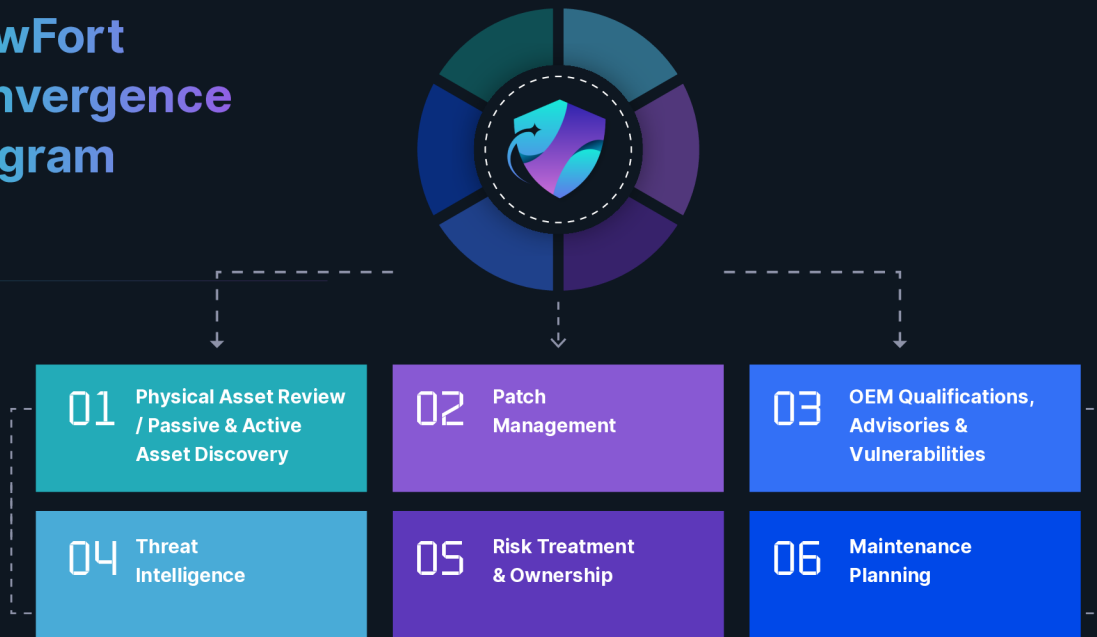 wFort
nvergence
gram
01
Physical Asset Review
/ Passive & Active
Asset Discovery
02
Patch
Management
03
OEM Qualifications,
Advisories &
Vulnerabilities
04
Threat
Intelligence
05
Risk Treatment
& Ownership
06
Maintenance
Planning